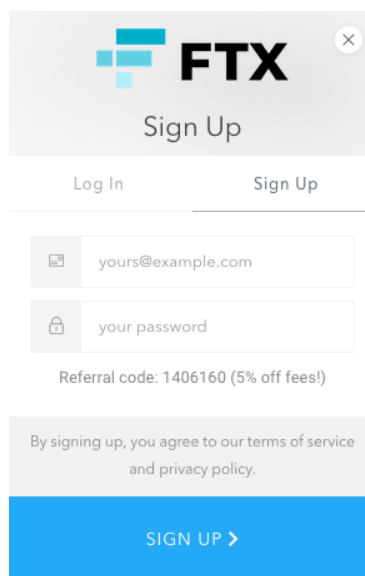 FTX
Sign Up
Log In
Sign Up
yours@example.com
your password
Referral code: 1406160 (5% off fees!)
By signing up, you agree to our terms of service
and privacy policy.
SIGN UP